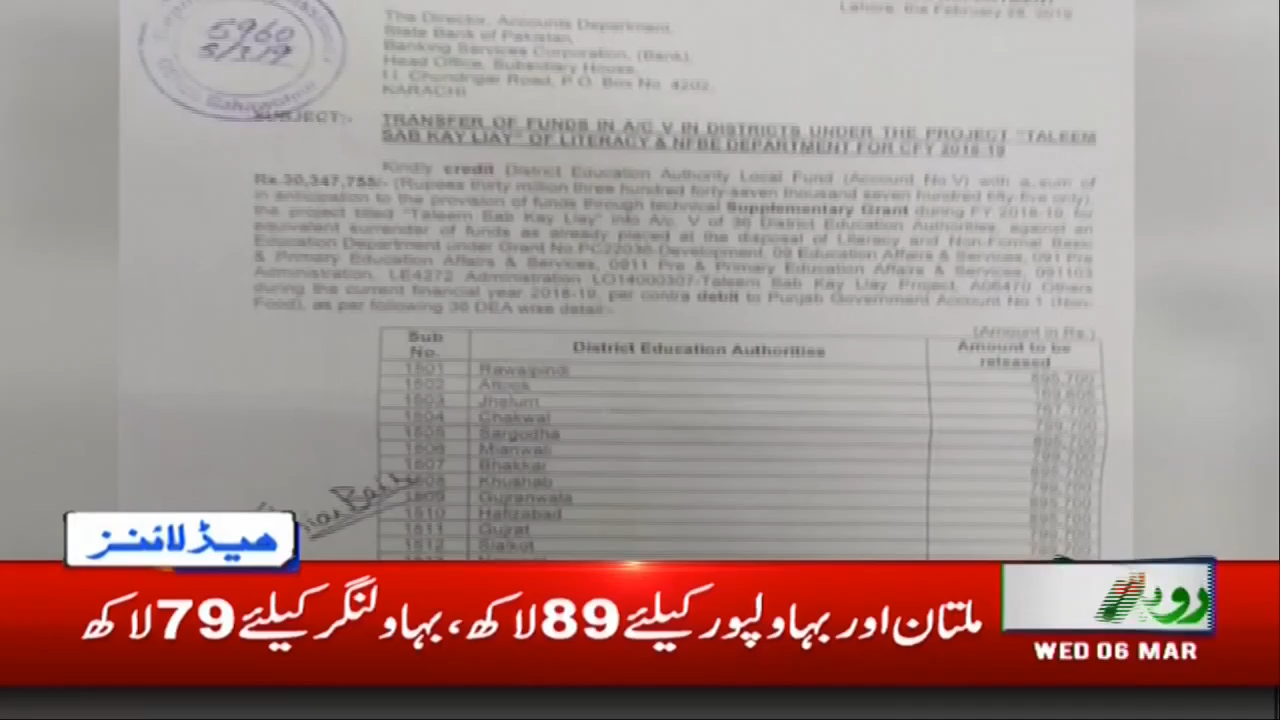 Lahore, the February 28, 2019
5960
5/3/19
The Director, Accounts Department,
State Bank of Pakistan,
Banking Services Corporation, (Bank),
Head Office, Subsidiary House,
I.I. Chundrigar Road, P.O. Box No. 4202,
KARACHI
SUBJECT:- TRANSFER OF FUNDS IN A/C V IN DISTRICTS UNDER THE PROJECT "TALEEM
SAB KAY LIAY" OF LITERACY & NFBE DEPARTMENT FOR CFY 2018-19
Kindly credit District Education Authority Local Fund (Account No.V) with a sum of
Rs.30,347,755/- (Rupees thirty million three hundred forty-seven thousand seven hundred fifty five only),
in anticipation to the provision of funds through technical Supplementary Grant during FY 2018-19, for
the project titled "Taleem Sab Kay Liay" into A/c. V of 36 District Education Authorities, against an
equivalent surrender of funds as already placed at the disposal of Literacy and Non-Formal Basic
Education Department under Grant No.PC22036-Development, 09 Education Affairs & Services, 091 Pre
& Primary Education Affairs & Services, 0911 Pre & Primary Education Affairs & Services, 091103
Administration, LE4272 Administration LO14000307-Taleem Sab Kay Liay Project, A06470 Others
during the current financial year 2018-19, per contra debit to Punjab Government Account No.1 (Non-
Food), as per following 36 DEA wise detail:-
(Amount in Rs.)
Sub No. District Education Authorities Amount to be released
1501 Rawalpindi
1502 Attock
1503 Jhelum
1504 Chakwal
1505 Sargodha
1506 Mianwali
1507 Bhakkar
1508 Khushab
1509 Gujranwala
1510 Hafizabad
1511 Gujrat
1512 Sialkot
ہیڈلائنز
ملتان اور بہاولپور کیلئے 89 لاکھ، بہاولنگر کیلئے 79 لاکھ
روہی
WED 06 MAR